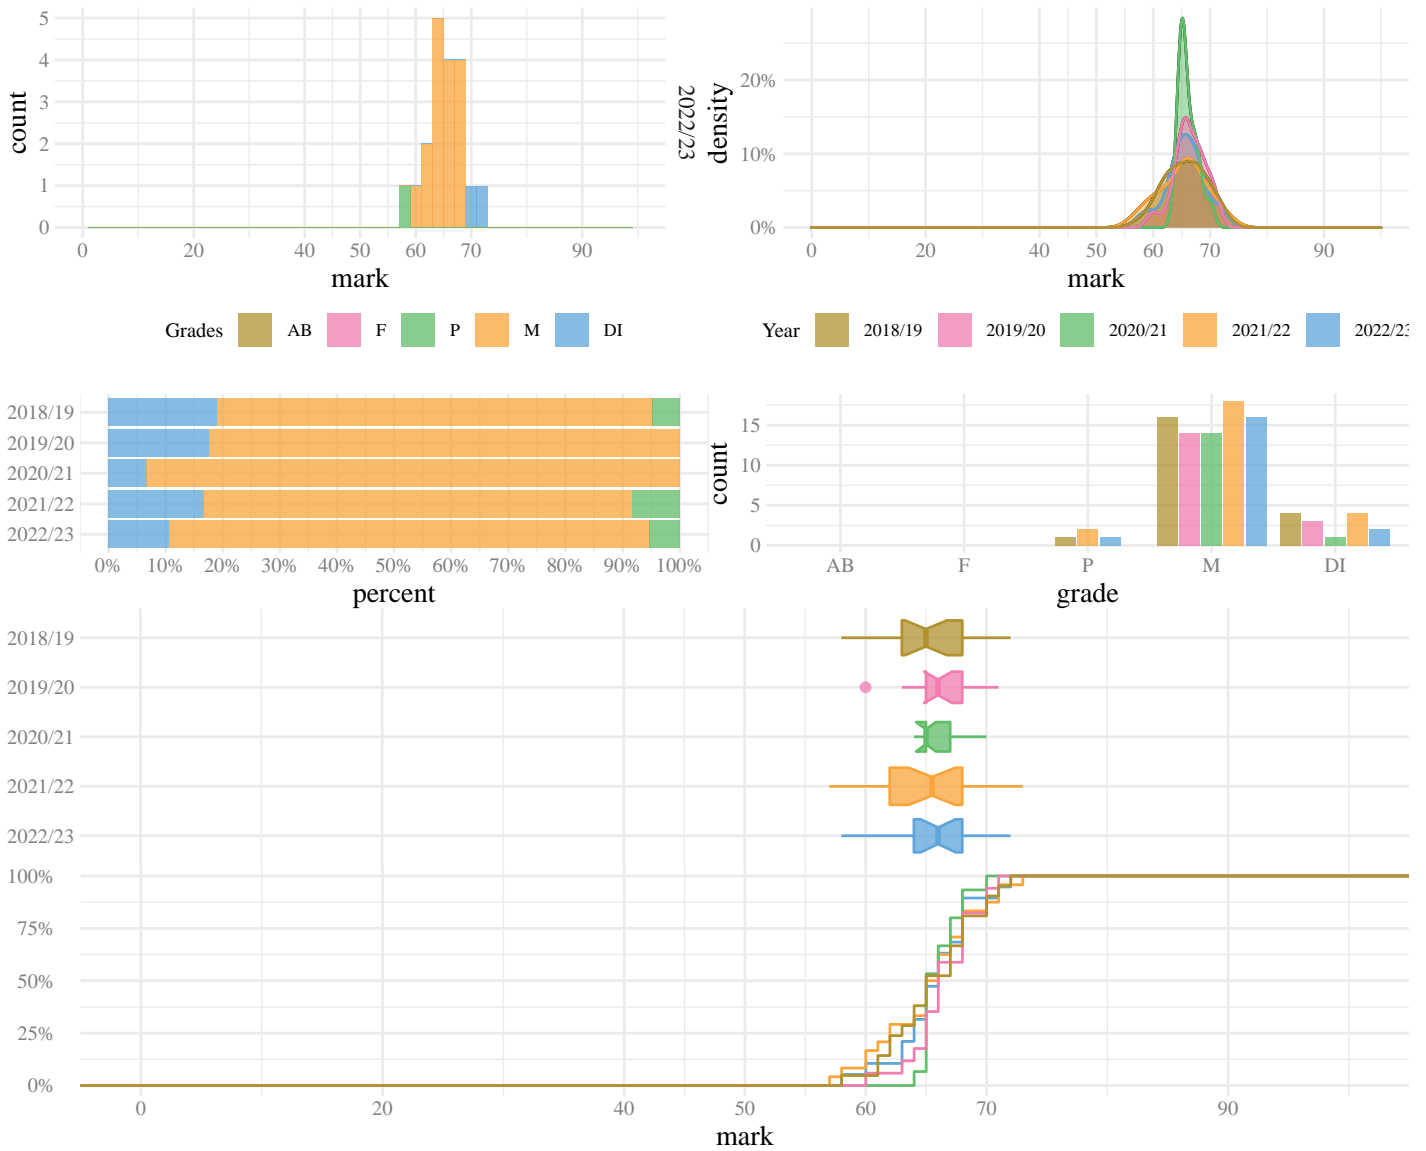 5
4
3
2
1
0
count
0 20 40 50 60 70 90
mark
2022/23
Grades AB F P M DI
20%
10%
0%
density
0 20 40 50 60 70 90
mark
Year 2018/19 2019/20 2020/21 2021/22 2022/23
2018/19
2019/20
2020/21
2021/22
2022/23
0% 10% 20% 30% 40% 50% 60% 70% 80% 90% 100%
percent
15
10
5
0
count
AB F P M DI
grade
2018/19
2019/20
2020/21
2021/22
2022/23
100%
75%
50%
25%
0%
0 20 40 50 60 70 90
mark